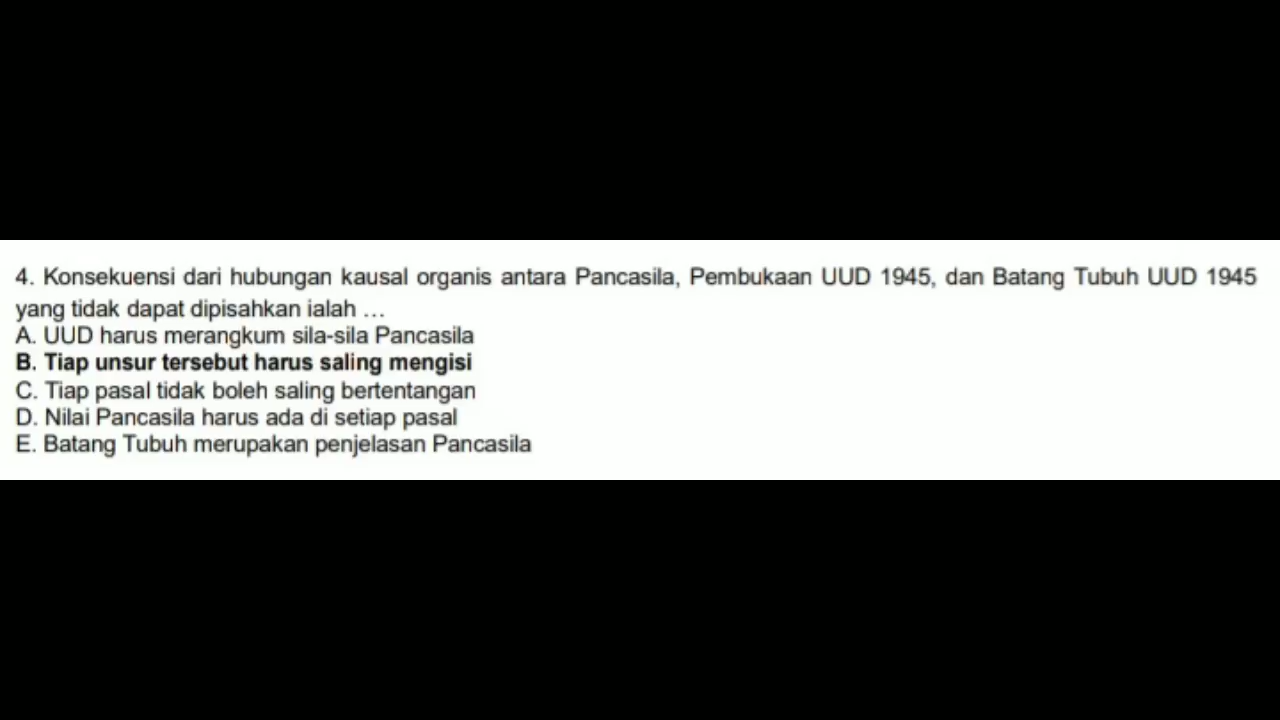 4. Konsekuensi dari hubungan kausal organis antara Pancasila, Pembukaan UUD 1945, dan Batang Tubuh UUD 1945
yang tidak dapat dipisahkan ialah ...
A. UUD harus merangkum sila-sila Pancasila
B. Tiap unsur tersebut harus saling mengisi
C. Tiap pasal tidak boleh saling bertentangan
D. Nilai Pancasila harus ada di setiap pasal
E. Batang Tubuh merupakan penjelasan Pancasila